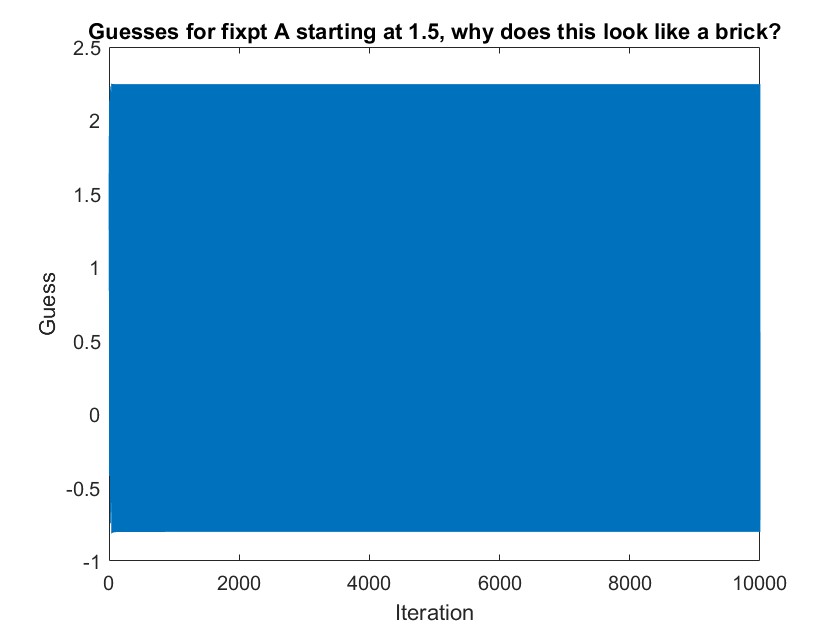 Guesses for fixpt A starting at 1.5, why does this look like a brick?
2.5
2
1.5
1
0.5
0
-0.5
-1
Guess
0 2000 4000 6000 8000 10000
Iteration